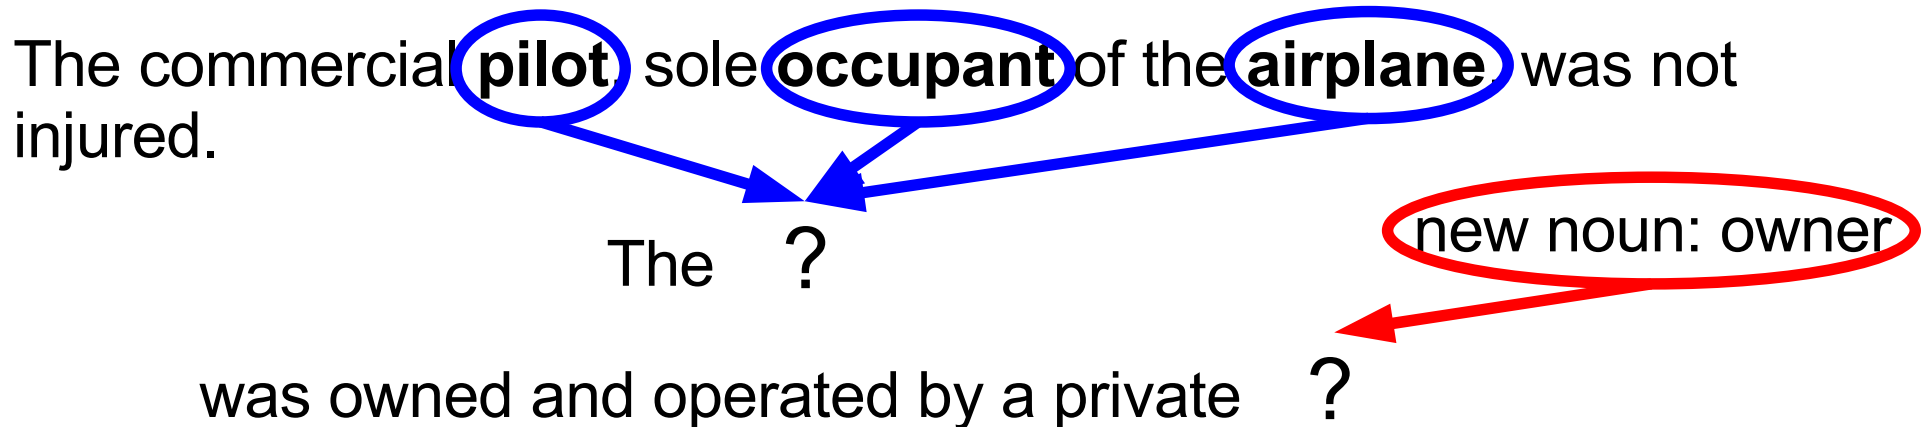 The commercial pilot, sole occupant of the airplane, was not
injured.
new noun: owner
The ?
was owned and operated by a private ?